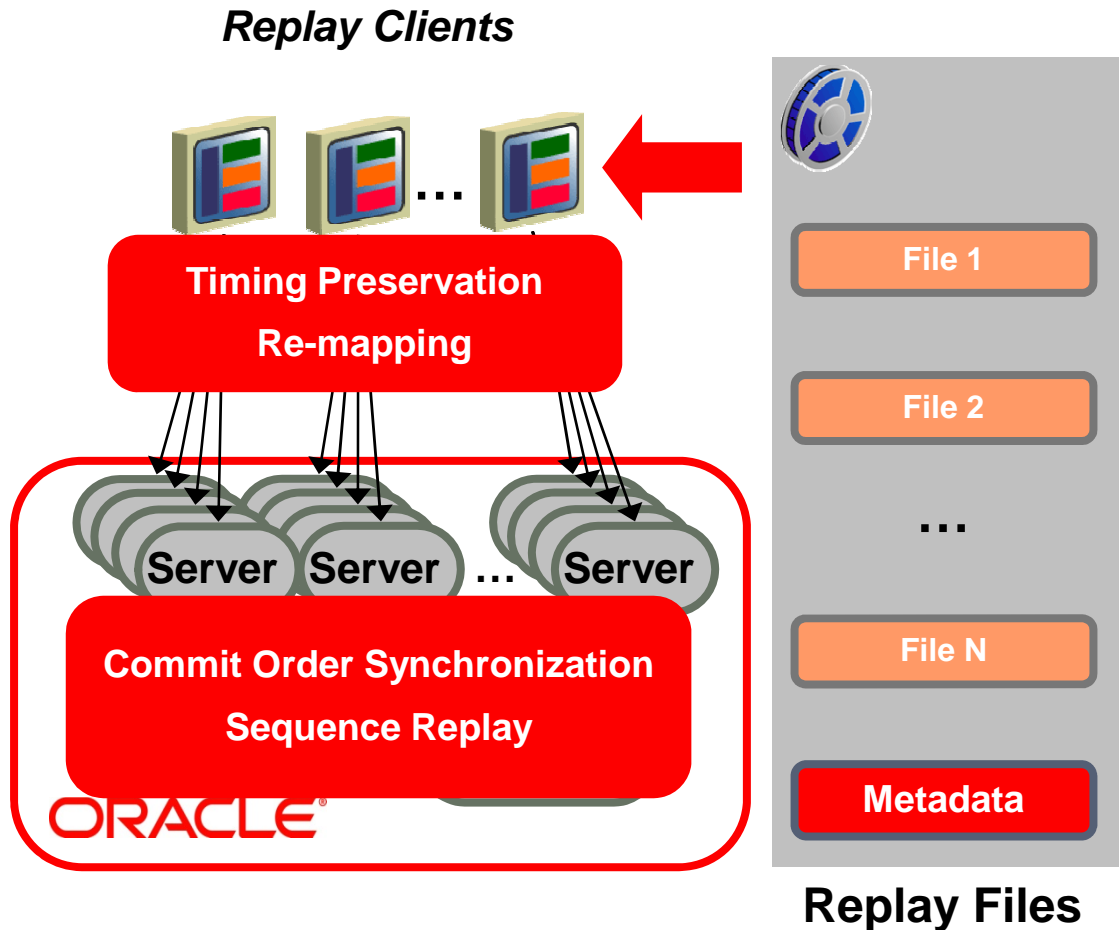 Replay Clients
...
Timing Preservation
Re-mapping
Server Server ... Server
Commit Order Synchronization
Sequence Replay
ORACLE®
File 1
File 2
...
File N
Metadata
Replay Files